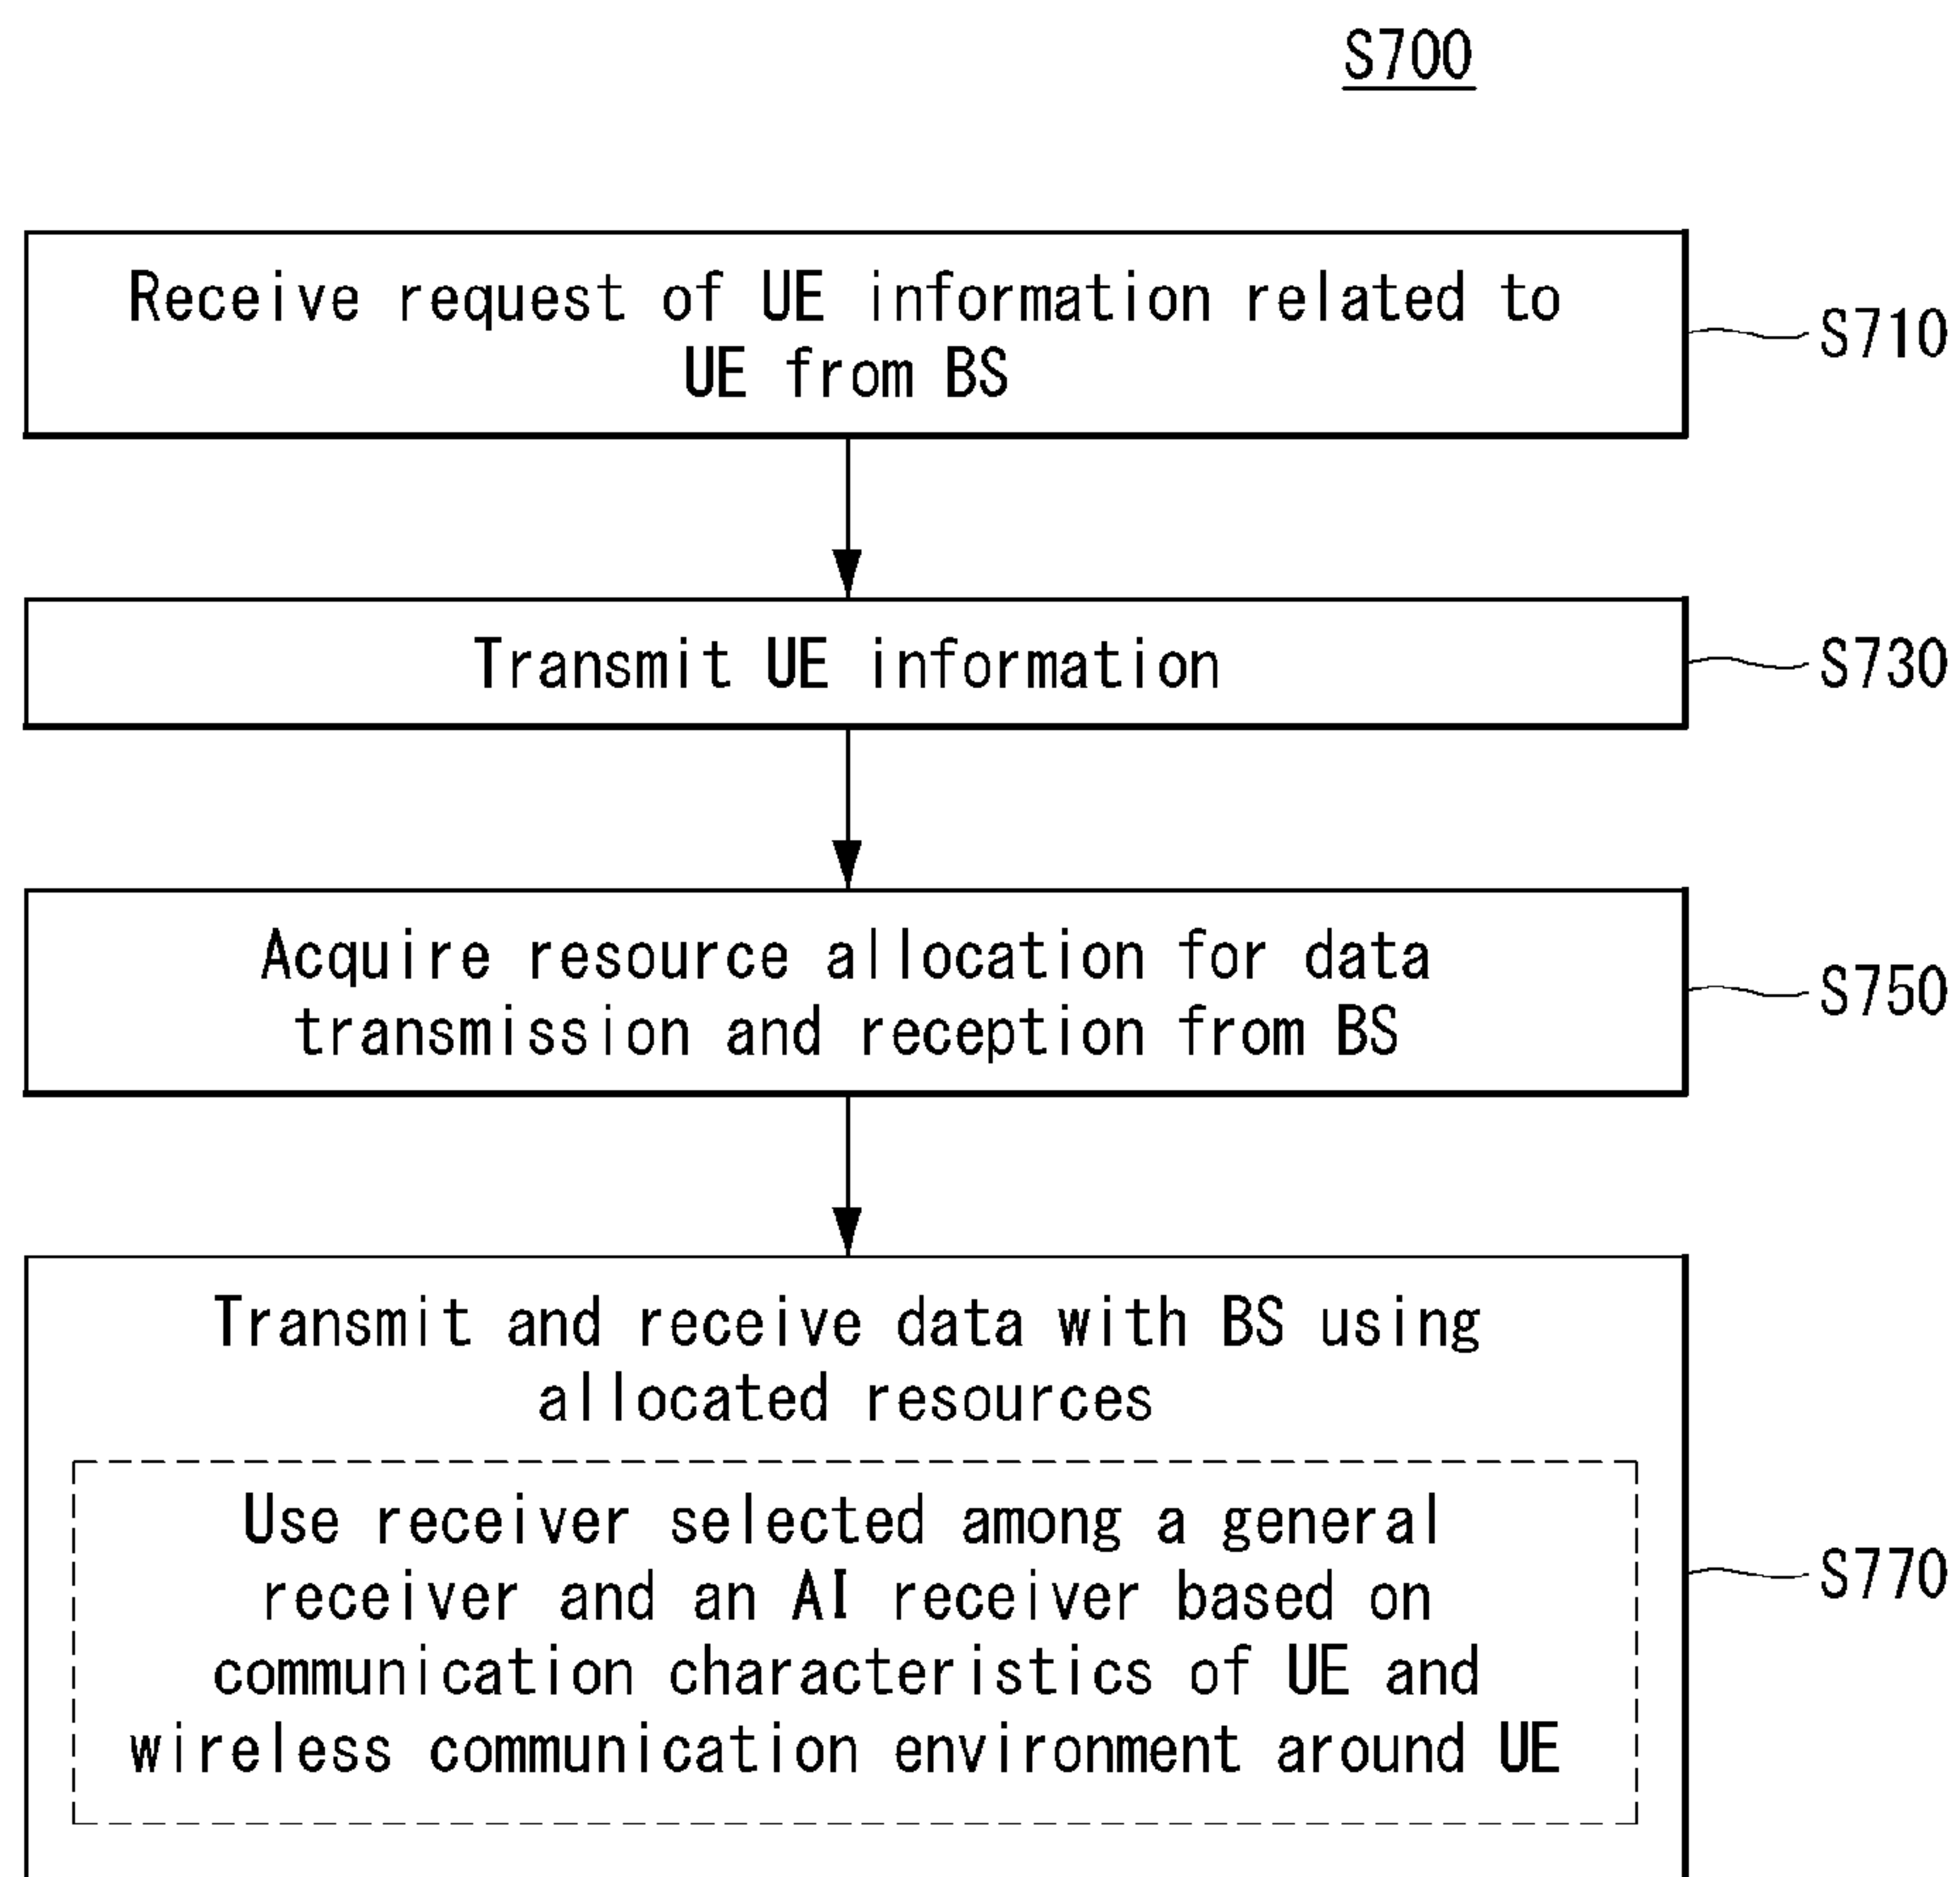 S700
Receive request of UE information related to
UE from BS
S710
Transmit UE information
S730
Acquire resource allocation for data
transmission and reception from BS
S750
Transmit and receive data with BS using
allocated resources
Use receiver selected among a general
receiver and an AI receiver based on
communication characteristics of UE and
wireless communication environment around UE
S770